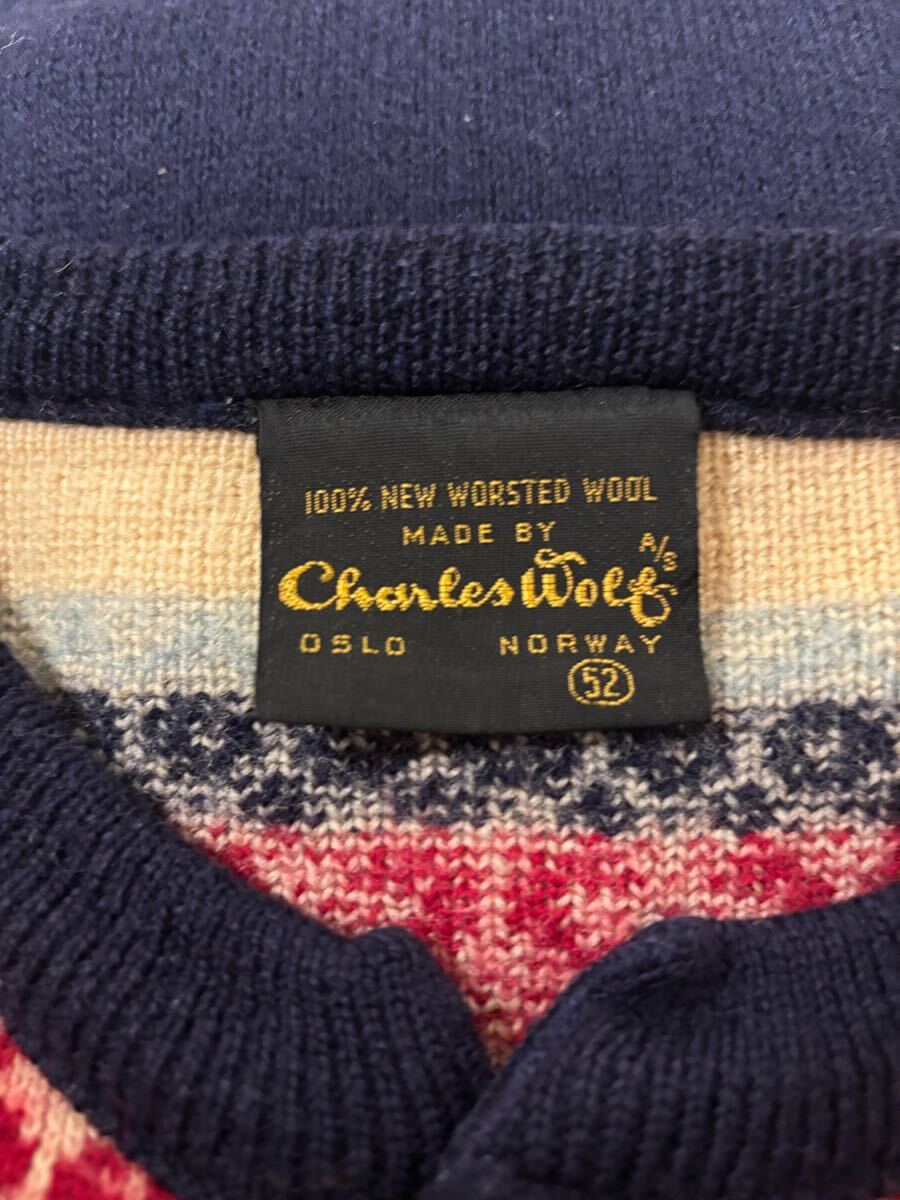 100% NEW WORSTED WOOL
MADE BY
Charles Wolf A/S
OSLO NORWAY
52